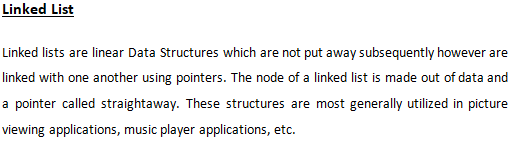 Linked List
Linked lists are linear Data Structures which are not put away subsequently however are
linked with one another using pointers. The node of a linked list is made out of data and
a pointer called straightaway. These structures are most generally utilized in picture
viewing applications, music player applications, etc.